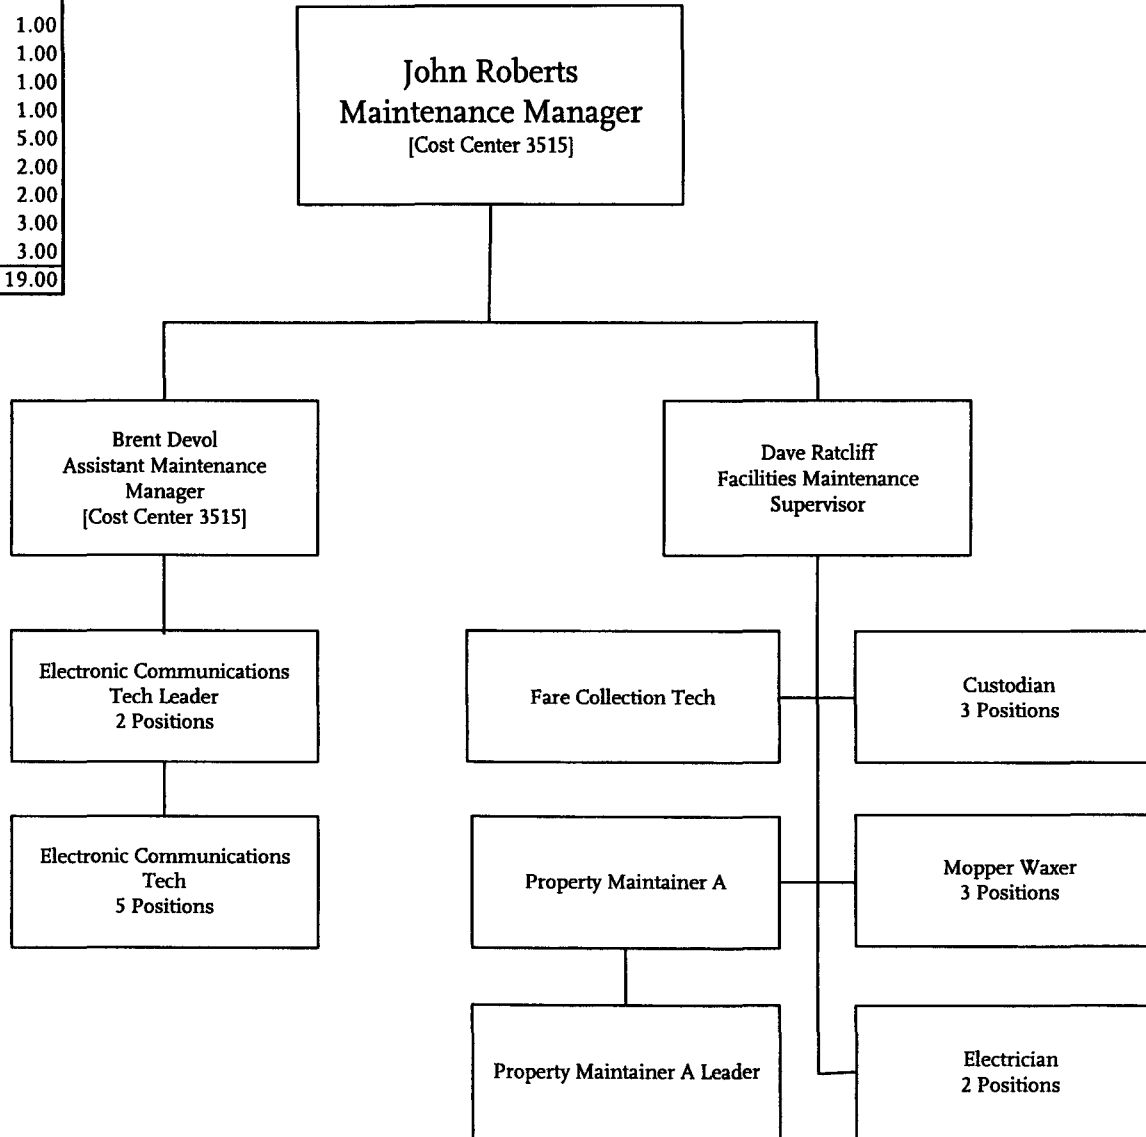 1.00
1.00
1.00
1.00
5.00
2.00
2.00
3.00
3.00
19.00
John Roberts
Maintenance Manager
[Cost Center 3515]
Brent Devol
Assistant Maintenance
Manager
[Cost Center 3515]
Dave Ratcliff
Facilities Maintenance
Supervisor
Electronic Communications
Tech Leader
2 Positions
Fare Collection Tech
Custodian
3 Positions
Electronic Communications
Tech
5 Positions
Property Maintainer A
Mopper Waxer
3 Positions
Property Maintainer A Leader
Electrician
2 Positions